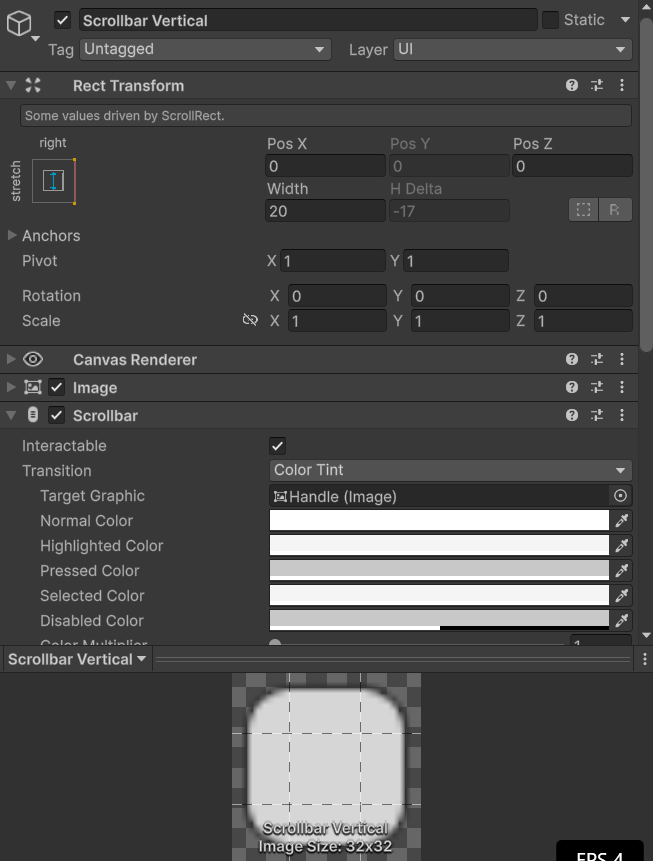 Scrollbar Vertical
Static
Tag Untagged Layer UI
Rect Transform
Some values driven by ScrollRect.
right
stretch
Pos X Pos Y Pos Z
0 0 0
Width H Delta
20 -17 R
Anchors
Pivot X 1 Y 1
Rotation X 0 Y 0 Z 0
Scale X 1 Y 1 Z 1
Canvas Renderer
Image
Scrollbar
Interactable
Transition Color Tint
Target Graphic Handle (Image)
Normal Color
Highlighted Color
Pressed Color
Selected Color
Disabled Color
Color Multiplier 1
Scrollbar Vertical
Scrollbar Vertical
Image Size: 32x32
FPS 4